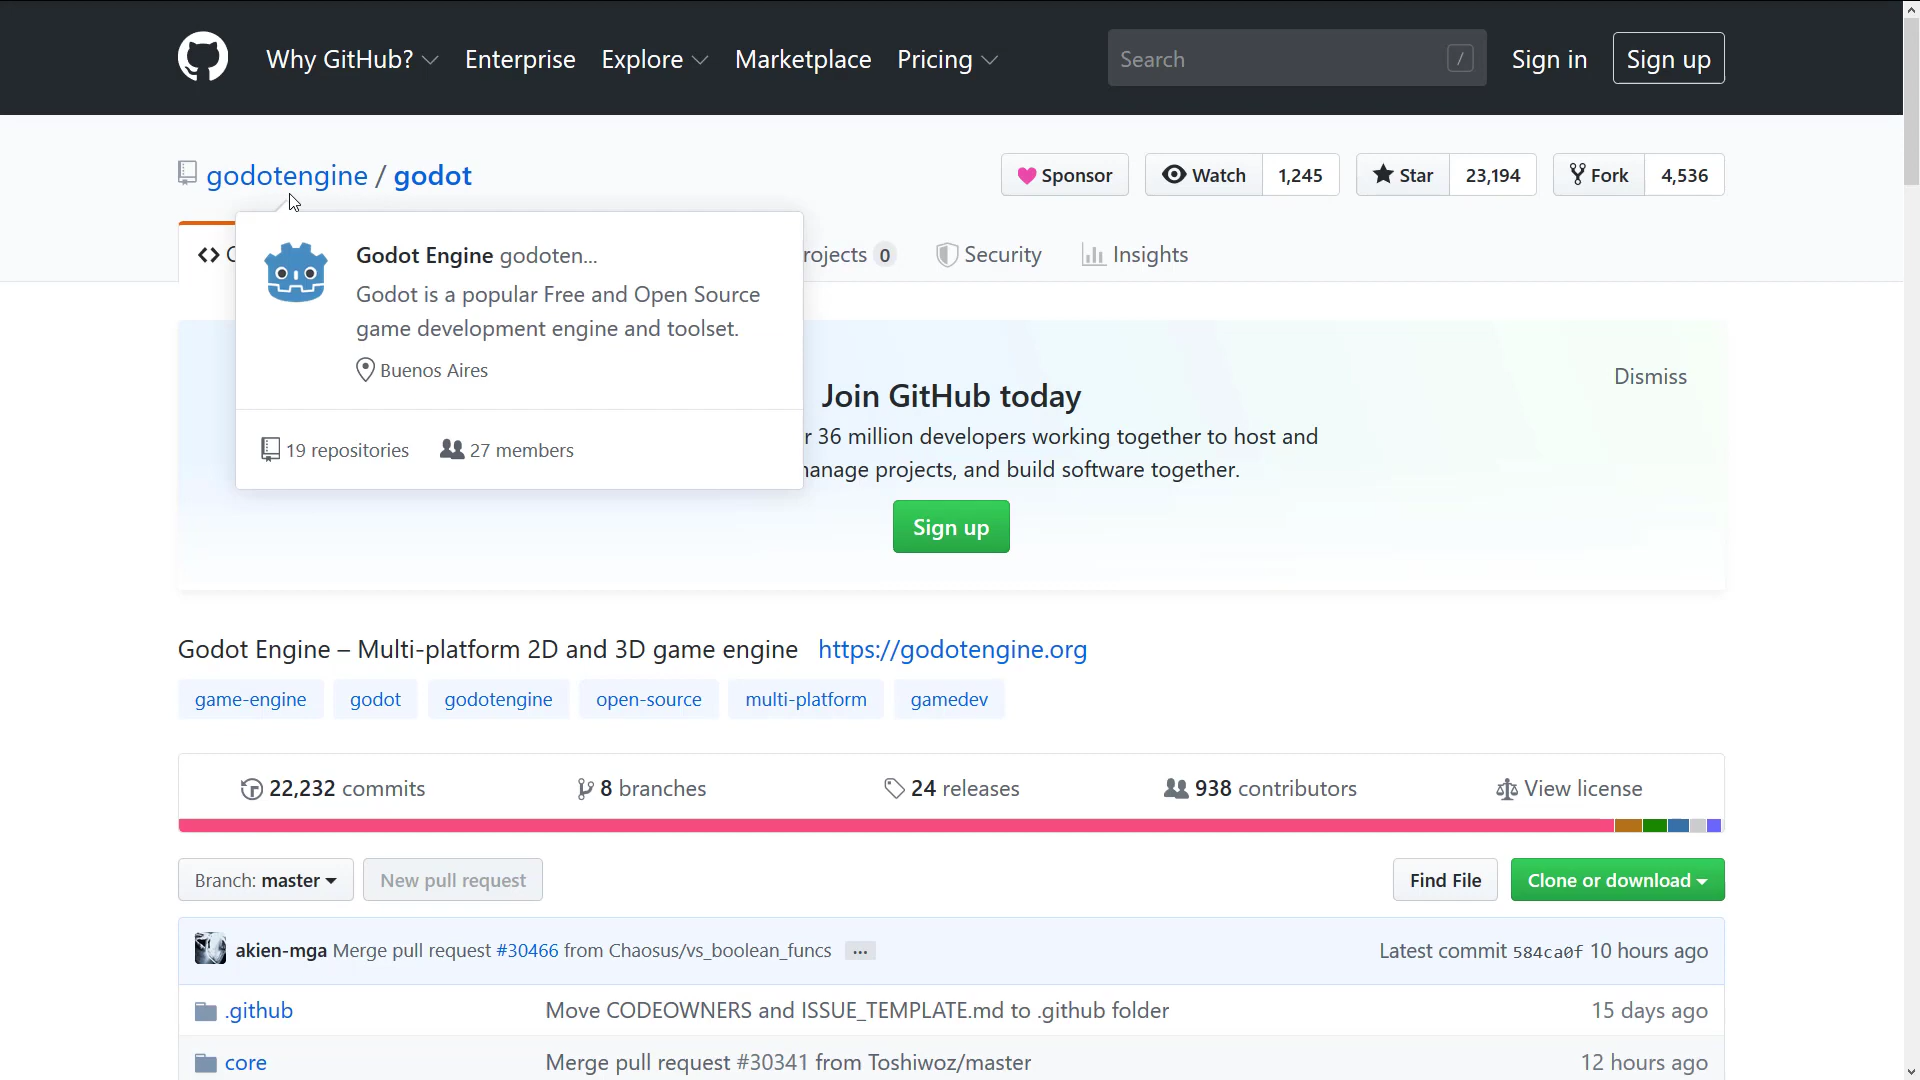 Why GitHub? Enterprise Explore Marketplace Pricing Search / Sign in Sign up
godotengine / godot Sponsor Watch 1,245 Star 23,194 Fork 4,536
rojects 0 Security Insights
Godot Engine godoten...
Godot is a popular Free and Open Source
game development engine and toolset.
Buenos Aires
19 repositories 27 members
Dismiss
Join GitHub today
r 36 million developers working together to host and
anage projects, and build software together.
Sign up
Godot Engine – Multi-platform 2D and 3D game engine https://godotengine.org
game-engine godot godotengine open-source multi-platform gamedev
22,232 commits 8 branches 24 releases 938 contributors View license
Branch: master New pull request Find File Clone or download
akien-mga Merge pull request #30466 from Chaosus/vs_boolean_funcs ... Latest commit 584ca0f 10 hours ago
.github Move CODEOWNERS and ISSUE_TEMPLATE.md to .github folder 15 days ago
core Merge pull request #30341 from Toshiwoz/master 12 hours ago